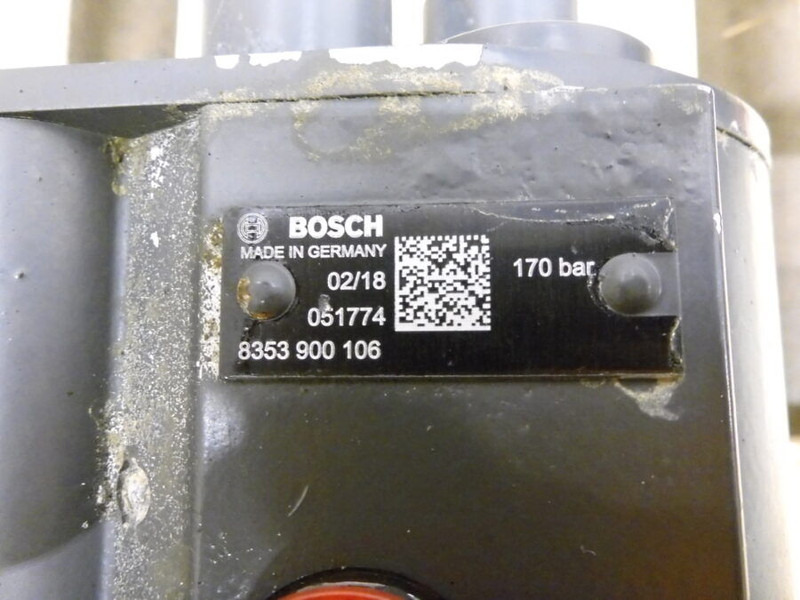 BOSCH
MADE IN GERMANY
02/18
051774
8353 900 106
170 bar